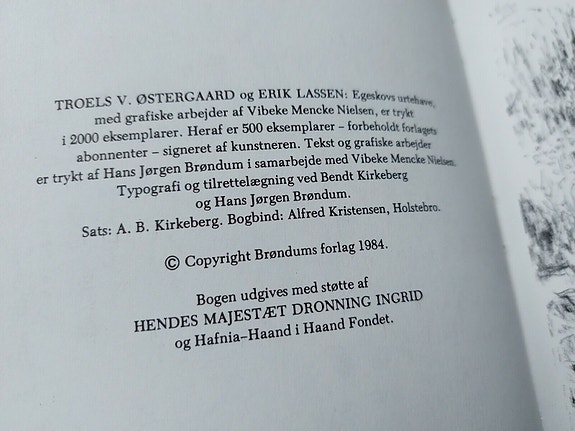 TROELS V. ØSTERGAARD og ERIK LASSEN: Egeskovs urtehave,
med grafiske arbejder af Vibeke Mencke Nielsen, er trykt
i 2000 eksemplarer. Heraf er 500 eksemplarer – forbeholdt forlagets
abonnenter – signeret af kunstneren. Tekst og grafiske arbejder
er trykt af Hans Jørgen Brøndum i samarbejde med Vibeke Mencke Nielsen.
Typografi og tilrettelægning ved Bendt Kirkeberg
og Hans Jørgen Brøndum.
Sats: A. B. Kirkeberg. Bogbind: Alfred Kristensen, Holstebro.
© Copyright Brøndums forlag 1984.
Bogen udgives med støtte af
HENDES MAJESTÆT DRONNING INGRID
og Hafnia–Haand i Haand Fondet.